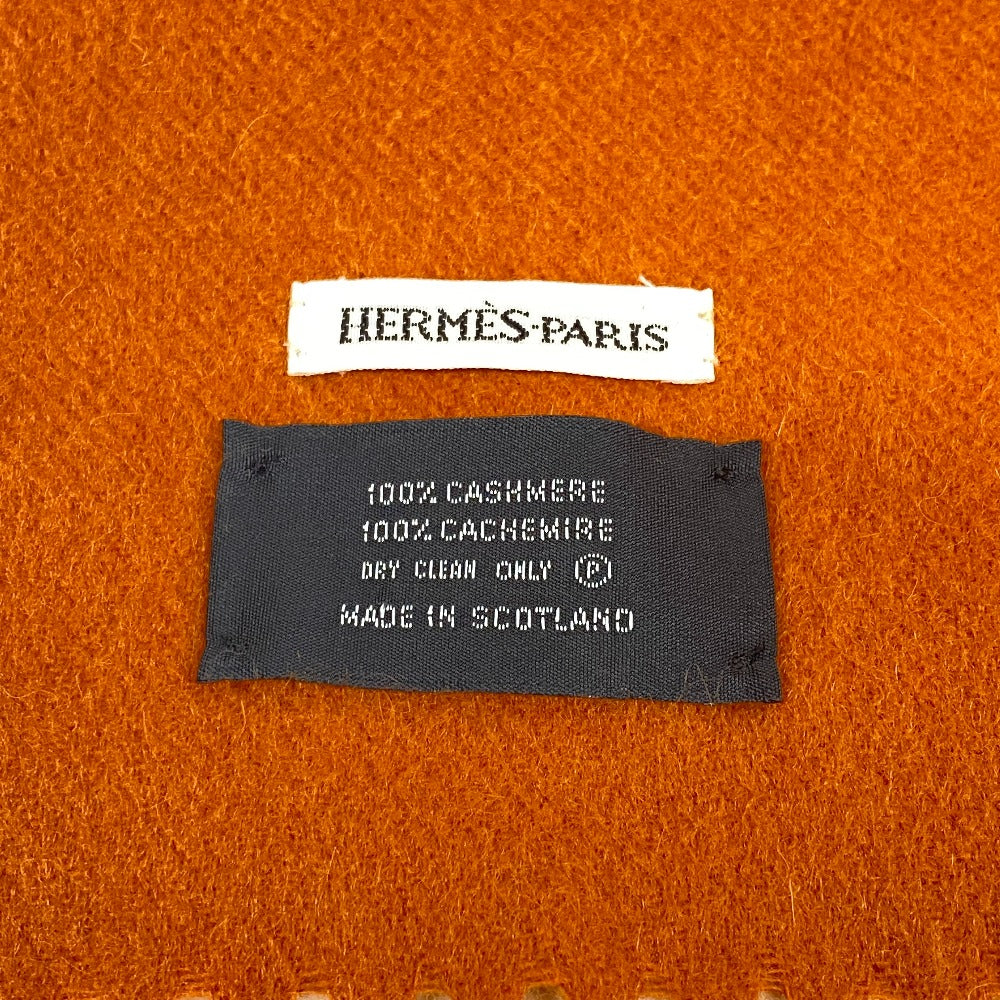 HERMÈS-PARIS
100% CASHMERE
100% CACHEMIRE
DRY CLEAN ONLY Ⓟ
MADE IN SCOTLAND